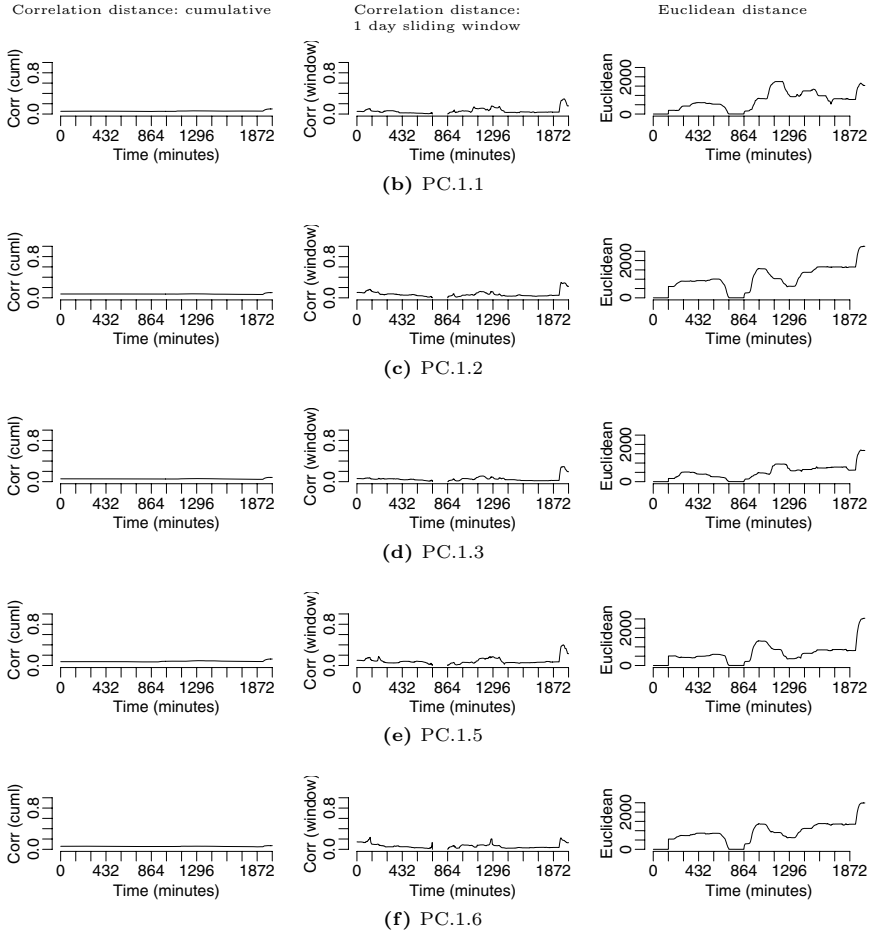 Correlation distance: cumulative
Correlation distance:
1 day sliding window
Euclidean distance
Corr (cuml)
0.0 0.8
0 432 864 1296 1872
Time (minutes)
Corr (window)
0.0 0.8
0 432 864 1296 1872
Time (minutes)
Euclidean
0 2000
0 432 864 1296 1872
Time (minutes)
(b) PC.1.1
Corr (cuml)
0.0 0.8
0 432 864 1296 1872
Time (minutes)
Corr (window)
0.0 0.8
0 432 864 1296 1872
Time (minutes)
Euclidean
0 2000
0 432 864 1296 1872
Time (minutes)
(c) PC.1.2
Corr (cuml)
0.0 0.8
0 432 864 1296 1872
Time (minutes)
Corr (window)
0.0 0.8
0 432 864 1296 1872
Time (minutes)
Euclidean
0 2000
0 432 864 1296 1872
Time (minutes)
(d) PC.1.3
Corr (cuml)
0.0 0.8
0 432 864 1296 1872
Time (minutes)
Corr (window)
0.0 0.8
0 432 864 1296 1872
Time (minutes)
Euclidean
0 2000
0 432 864 1296 1872
Time (minutes)
(e) PC.1.5
Corr (cuml)
0.0 0.8
0 432 864 1296 1872
Time (minutes)
Corr (window)
0.0 0.8
0 432 864 1296 1872
Time (minutes)
Euclidean
0 2000
0 432 864 1296 1872
Time (minutes)
(f) PC.1.6